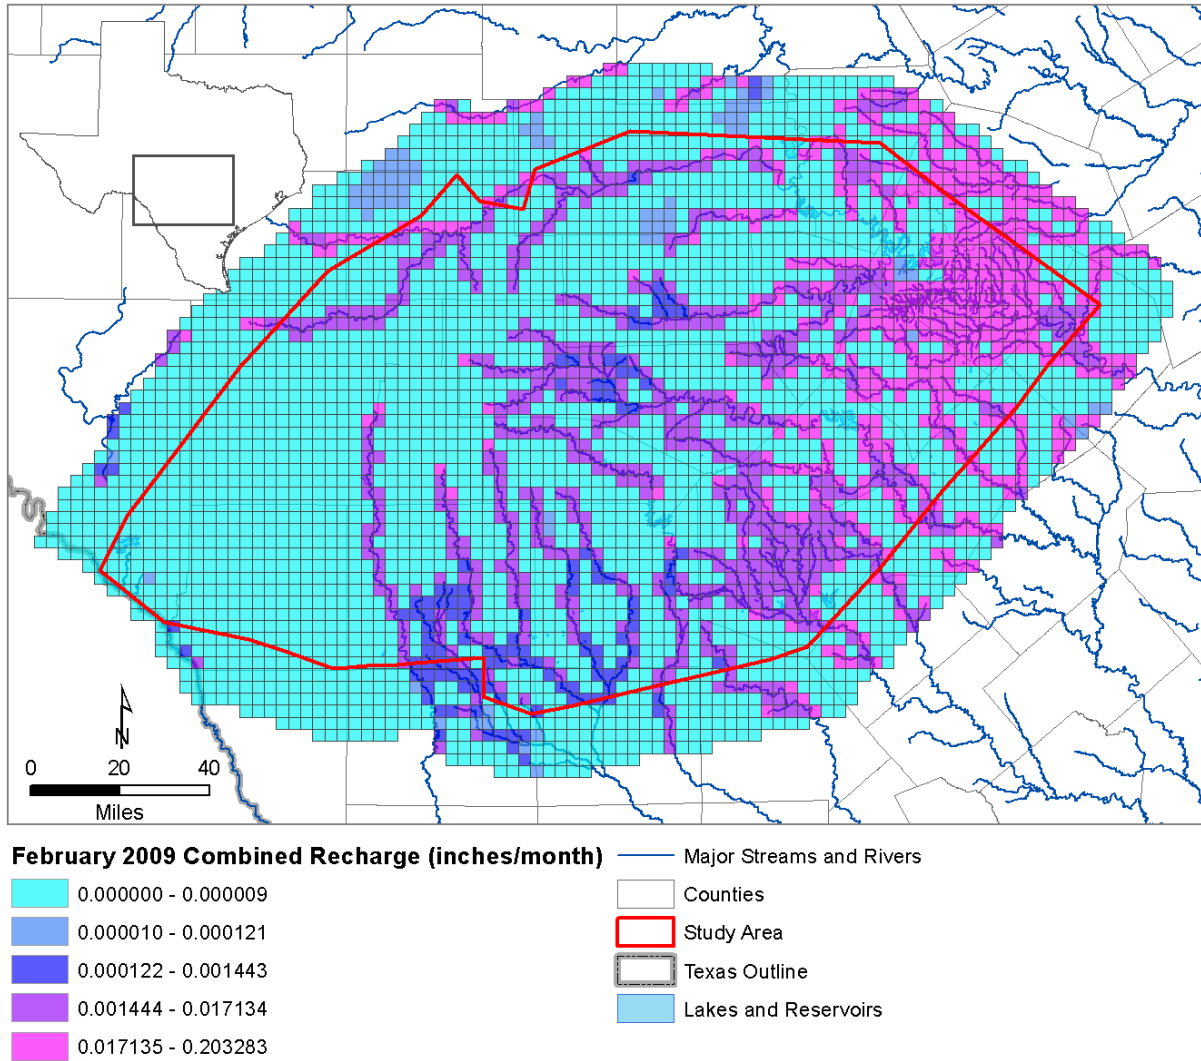 N
0 20 40
Miles
February 2009 Combined Recharge (inches/month)
0.000000 - 0.000009
0.000010 - 0.000121
0.000122 - 0.001443
0.001444 - 0.017134
0.017135 - 0.203283
Major Streams and Rivers
Counties
Study Area
Texas Outline
Lakes and Reservoirs